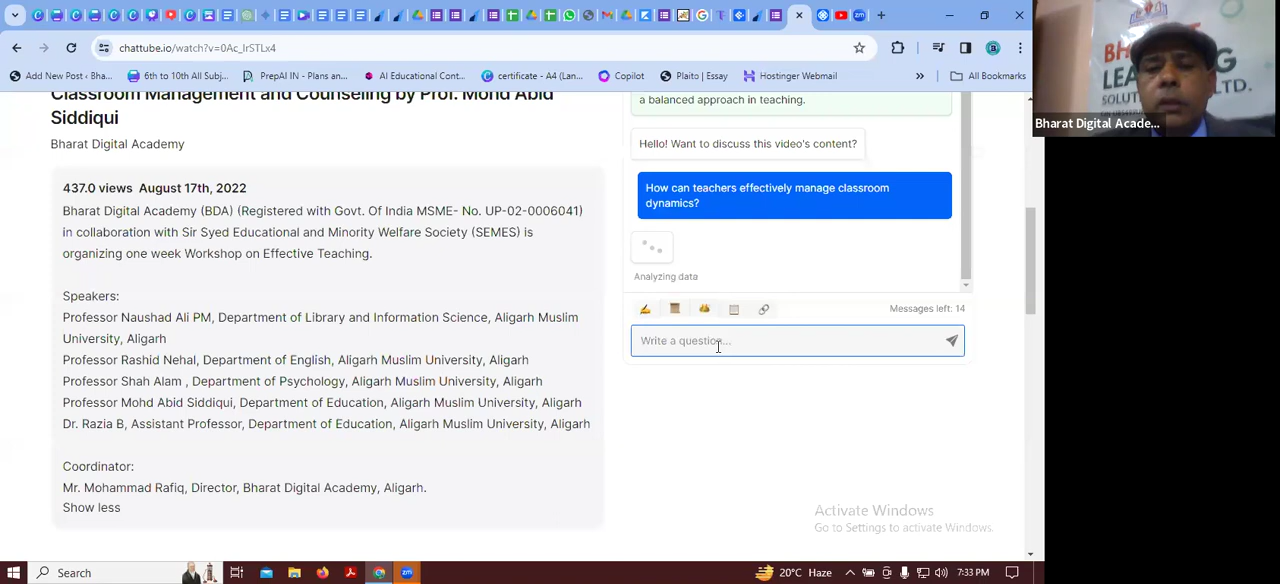 chattube.io/watch?v=0Ac_IrSTLx4
Add New Post ‹ Bha...
6th to 10th All Subj...
PrepAI IN - Plans an...
AI Educational Cont...
certificate - A4 (Lan...
Copilot
Plaito | Essay
Hostinger Webmail
»
All Bookmarks
Classroom Management and Counseling by Prof. Mohd Abid
Siddiqui
Bharat Digital Academy
437.0 views August 17th, 2022
Bharat Digital Academy (BDA) (Registered with Govt. Of India MSME- No. UP-02-0006041)
in collaboration with Sir Syed Educational and Minority Welfare Society (SEMES) is
organizing one week Workshop on Effective Teaching.
Speakers:
Professor Naushad Ali PM, Department of Library and Information Science, Aligarh Muslim
University, Aligarh
Professor Rashid Nehal, Department of English, Aligarh Muslim University, Aligarh
Professor Shah Alam , Department of Psychology, Aligarh Muslim University, Aligarh
Professor Mohd Abid Siddiqui, Department of Education, Aligarh Muslim University, Aligarh
Dr. Razia B, Assistant Professor, Department of Education, Aligarh Muslim University, Aligarh
Coordinator:
Mr. Mohammad Rafiq, Director, Bharat Digital Academy, Aligarh.
Show less
a balanced approach in teaching.
Hello! Want to discuss this video's content?
How can teachers effectively manage classroom
dynamics?
Analyzing data
Messages left: 14
Write a question...
Activate Windows
Go to Settings to activate Windows.
Bharat Digital Acade...
LTD.
Search
20°C Haze
7:33 PM